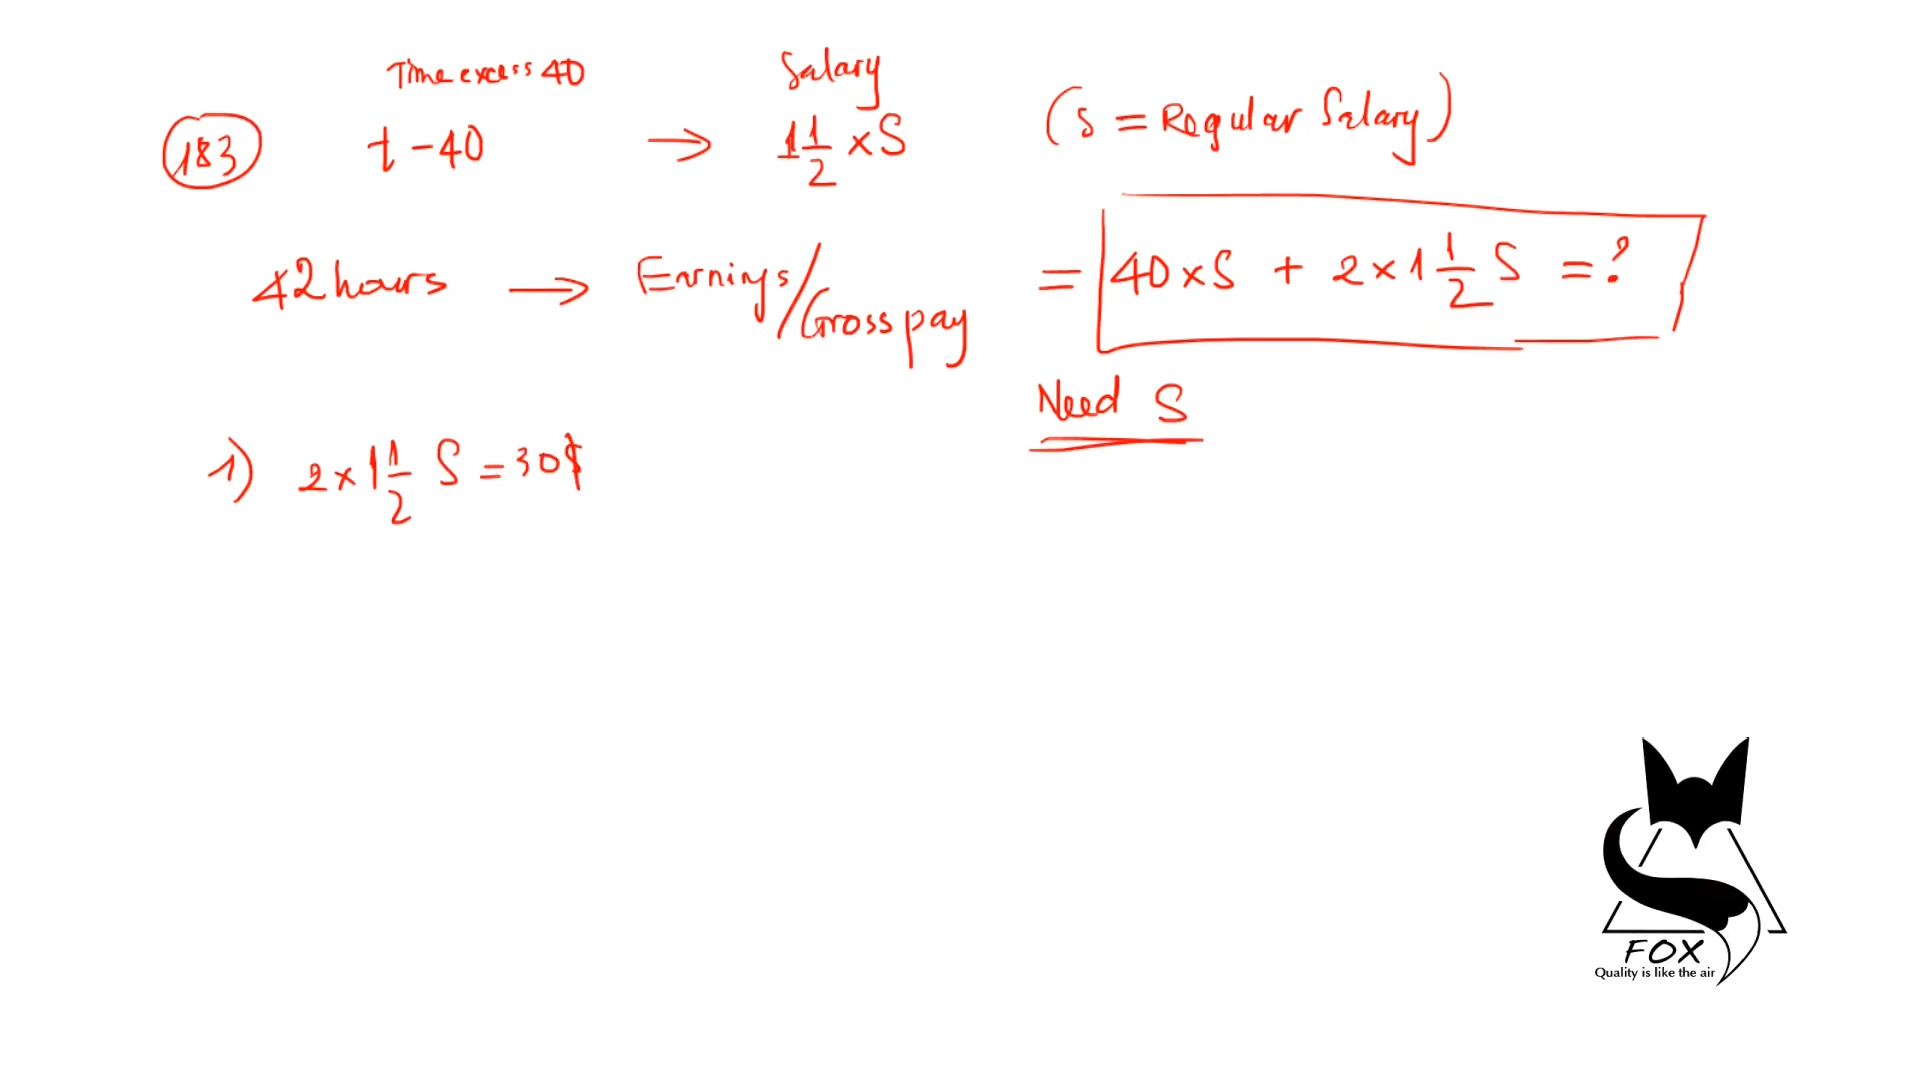 Time excess 40
Salary
183
t - 40 → 1 1/2 × S
(S = Regular Salary)
42 hours → Earnings/Gross pay = 40 × S + 2 × 1 1/2 S = ?
Need S
1) 2 × 1 1/2 S = 30$
FOX
Quality is like the air